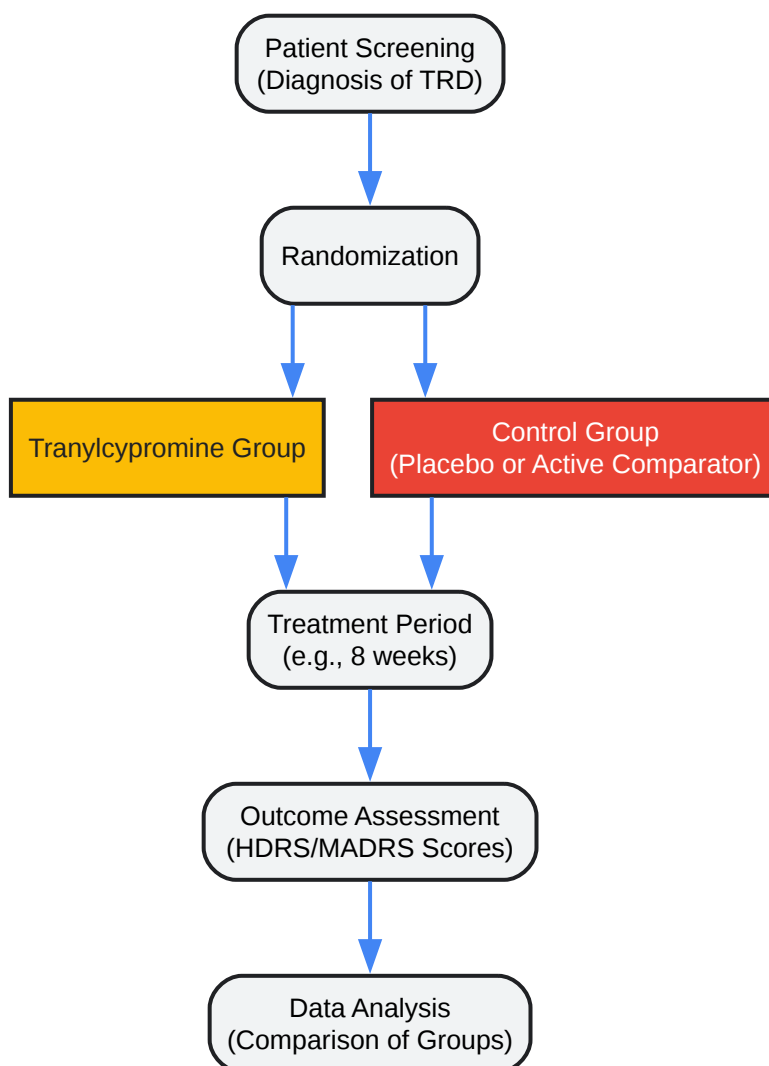 Patient Screening
(Diagnosis of TRD)
Randomization
Tranylcypromine Group
Control Group
(Placebo or Active Comparator)
Treatment Period
(e.g., 8 weeks)
Outcome Assessment
(HDRS/MADRS Scores)
Data Analysis
(Comparison of Groups)